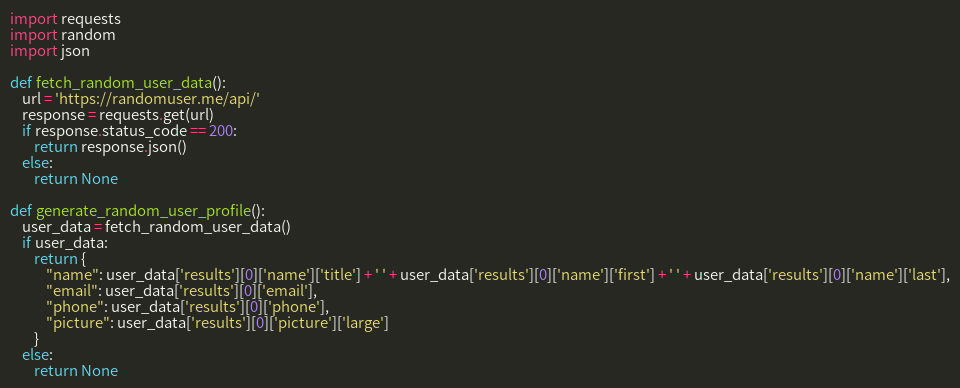 import requests
import random
import json

def fetch_random_user_data():
    url = 'https://randomuser.me/api/'
    response = requests.get(url)
    if response.status_code == 200:
        return response.json()
    else:
        return None

def generate_random_user_profile():
    user_data = fetch_random_user_data()
    if user_data:
        return {
            "name": user_data['results'][0]['name']['title'] + ' ' + user_data['results'][0]['name']['first'] + ' ' + user_data['results'][0]['name']['last'],
            "email": user_data['results'][0]['email'],
            "phone": user_data['results'][0]['phone'],
            "picture": user_data['results'][0]['picture']['large']
        }
    else:
        return None